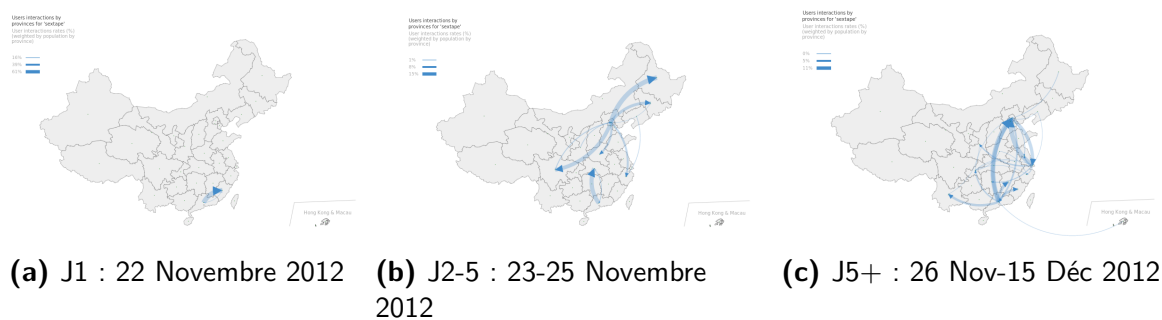 Users interactions by
provinces for 'sextape'
User interactions rates (%)
(weighted by population by
province)
Hong Kong & Macau
Users interactions by
provinces for 'sextape'
User interactions rates (%)
(weighted by population by
province)
Hong Kong & Macau
Users interactions by
provinces for 'sextape'
User interactions rates (%)
(weighted by population by
province)
Hong Kong & Macau
(a) J1 : 22 Novembre 2012
(b) J2-5 : 23-25 Novembre
2012
(c) J5+ : 26 Nov-15 Déc 2012